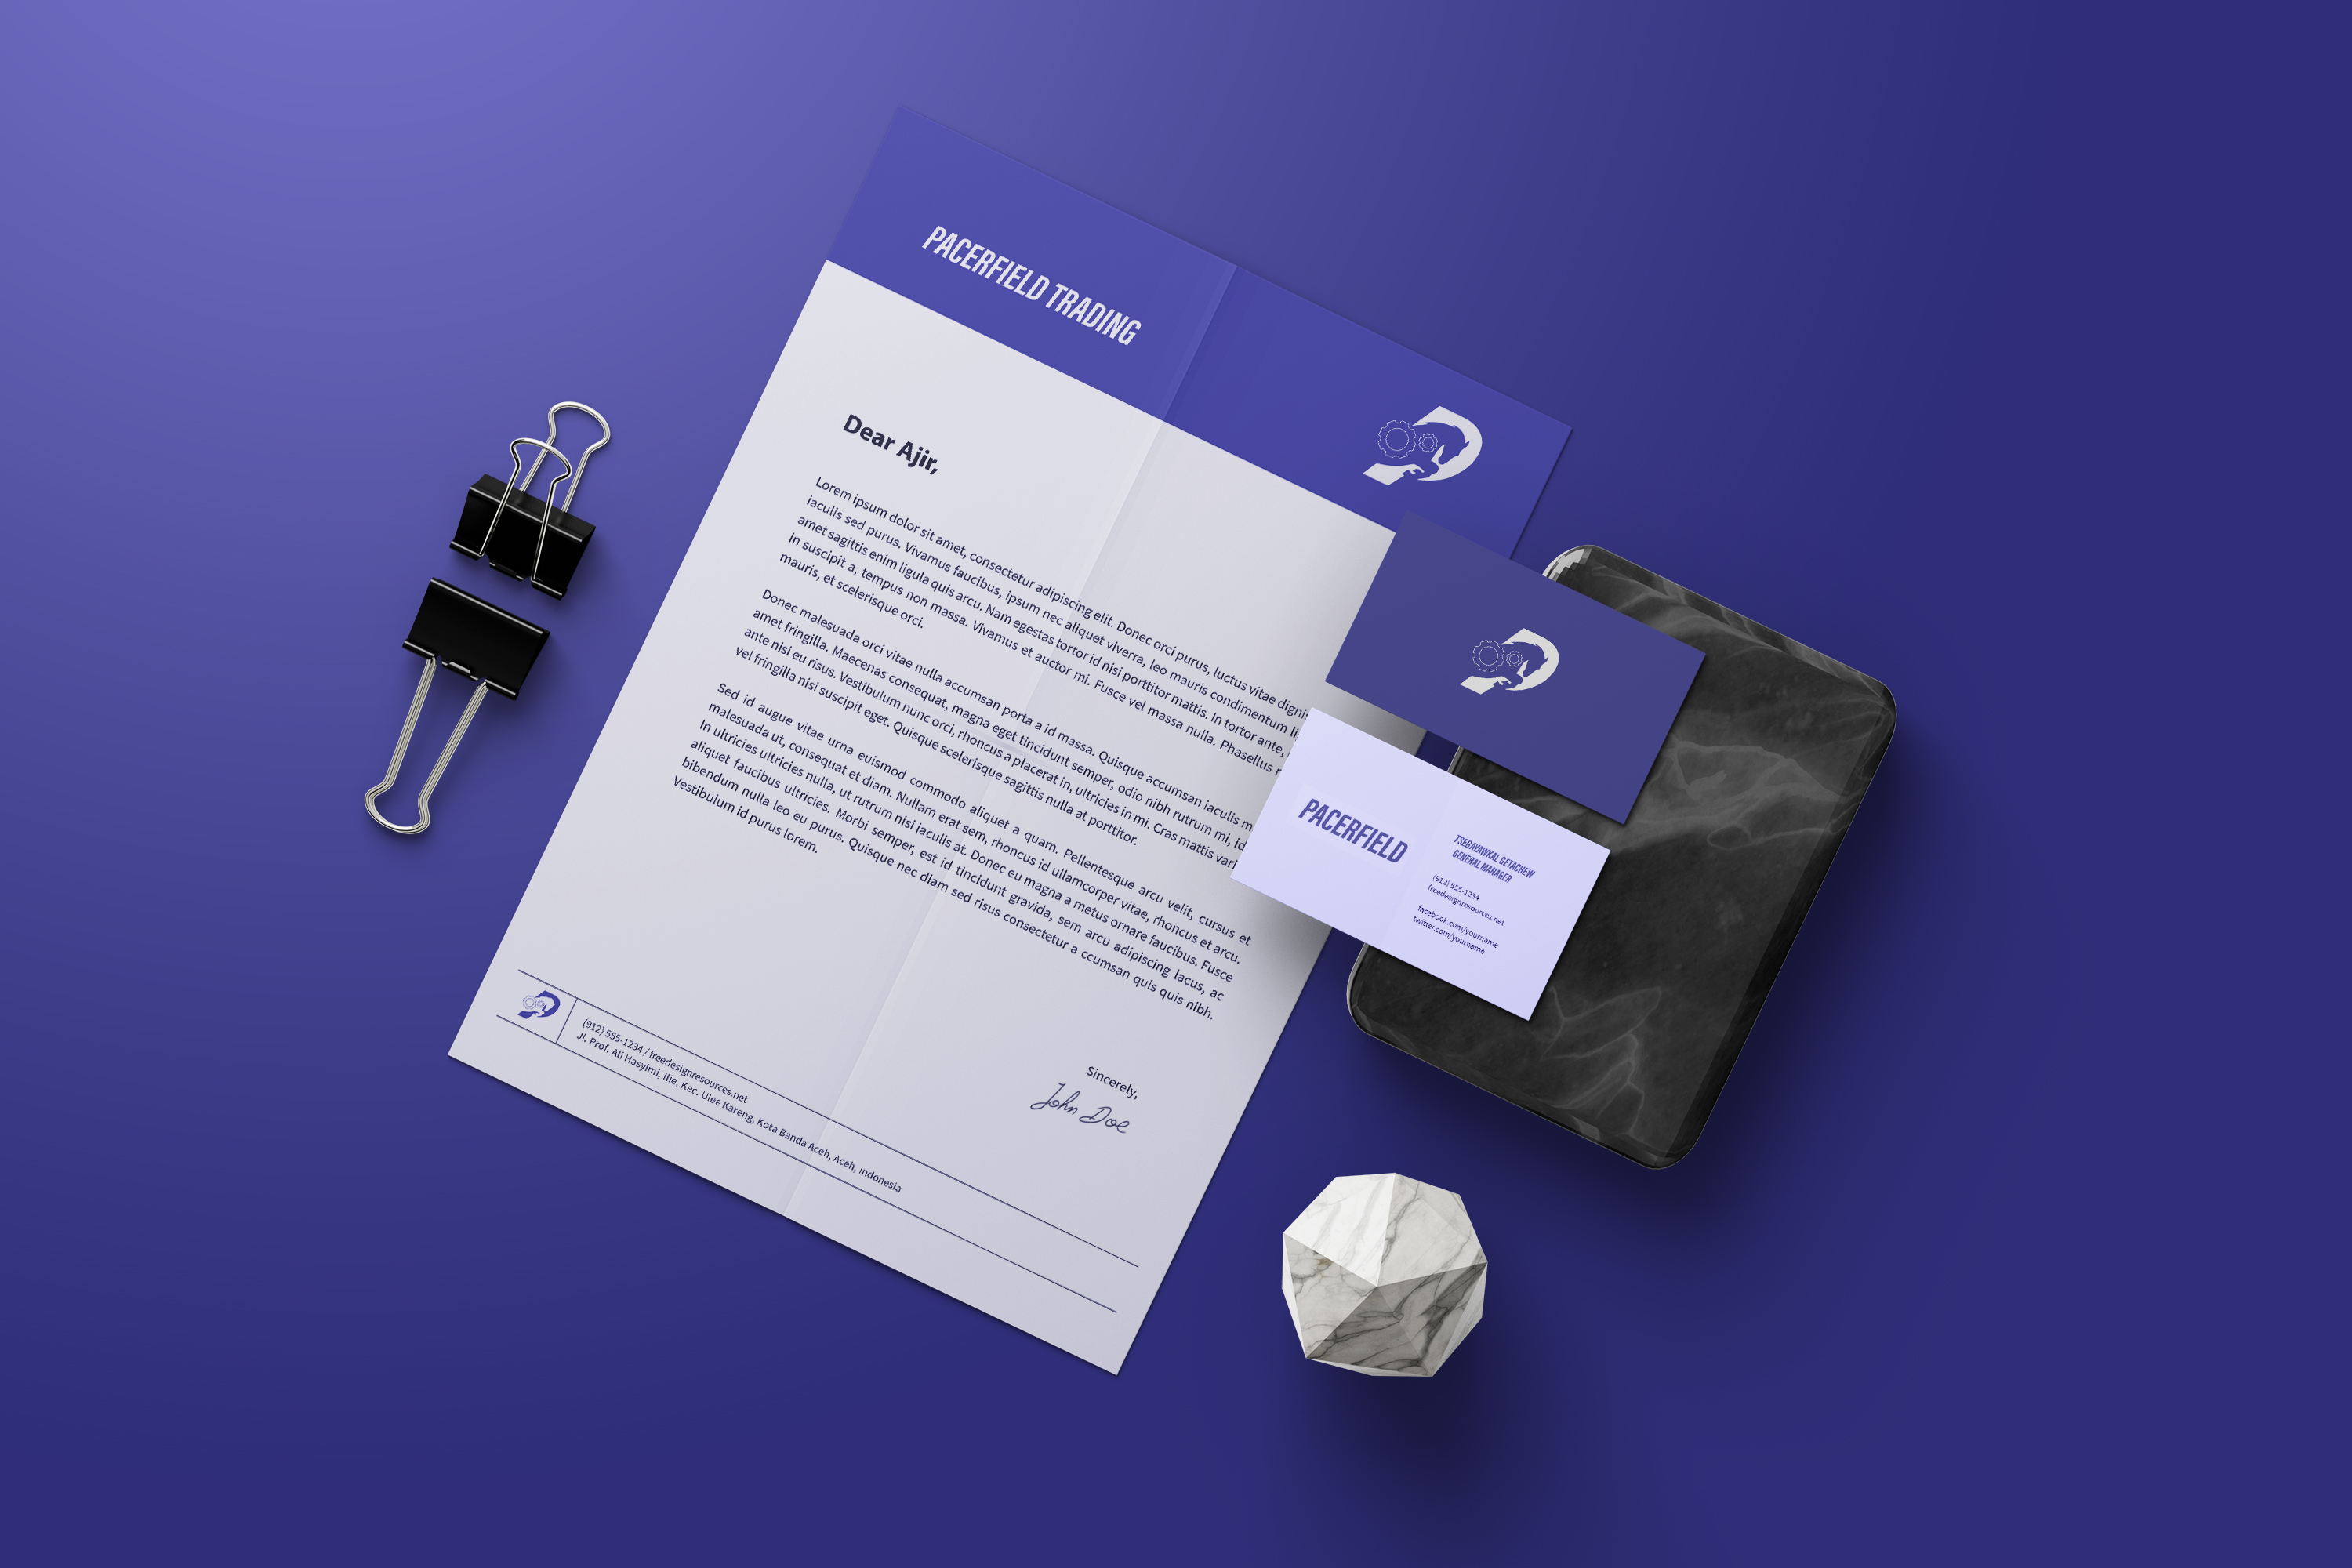 PACERFIELD TRADING
Dear Ajir,
Lorem ipsum dolor sit amet, consectetur adipiscing elit. Donec orci purus, luctus vitae
iaculis sed purus. Vivamus faucibus, ipsum nec aliquet viverra, leo mauris condimentum
amet sagittis enim ligula quis arcu. Nam egestas tortor id nisi porttitor mattis. In tortor ante,
in suscipit a, tempus non massa. Vivamus et auctor mi. Fusce vel massa nulla. Phasellus
mauris, et scelerisque orci.
Donec malesuada orci vitae nulla accumsan porta a id massa. Quisque accumsan iaculis
amet fringilla. Maecenas consequat, magna eget tincidunt semper, odio nibh rutrum mi, id
ante nisi eu risus. Vestibulum nunc orci, rhoncus a placerat in, ultricies in mi. Cras mattis
vel fringilla nisi suscipit eget. Quisque scelerisque sagittis nulla at porttitor.
Sed id augue vitae urna euismod commodo aliquet a quam. Pellentesque arcu velit, cursus et
malesuada ut, consequat et diam. Nullam erat sem, rhoncus id ullamcorper vitae, rhoncus et arcu.
In ultricies ultricies nulla, ut rutrum nisi iaculis at. Donec eu magna a metus ornare faucibus. Fusce
aliquet faucibus ultricies. Morbi semper, est id tincidunt gravida, sem arcu adipiscing lacus, ac
bibendum nulla leo eu purus. Quisque nec diam sed risus consectetur a ccumsan quis quis nibh.
Vestibulum id purus lorem.
Sincerely,
John Doe
(912) 555-1234 / freedesignresources.net
Jl. Prof. Ali Hasyimi, Ilie, Kec. Ulee Kareng, Kota Banda Aceh, Aceh, Indonesia
PACERFIELD
TSEGAYAWKAL GETACHEW
GENERAL MANAGER
(912) 555-1234
freedesignresources.net
facebook.com/yourname
twitter.com/yourname